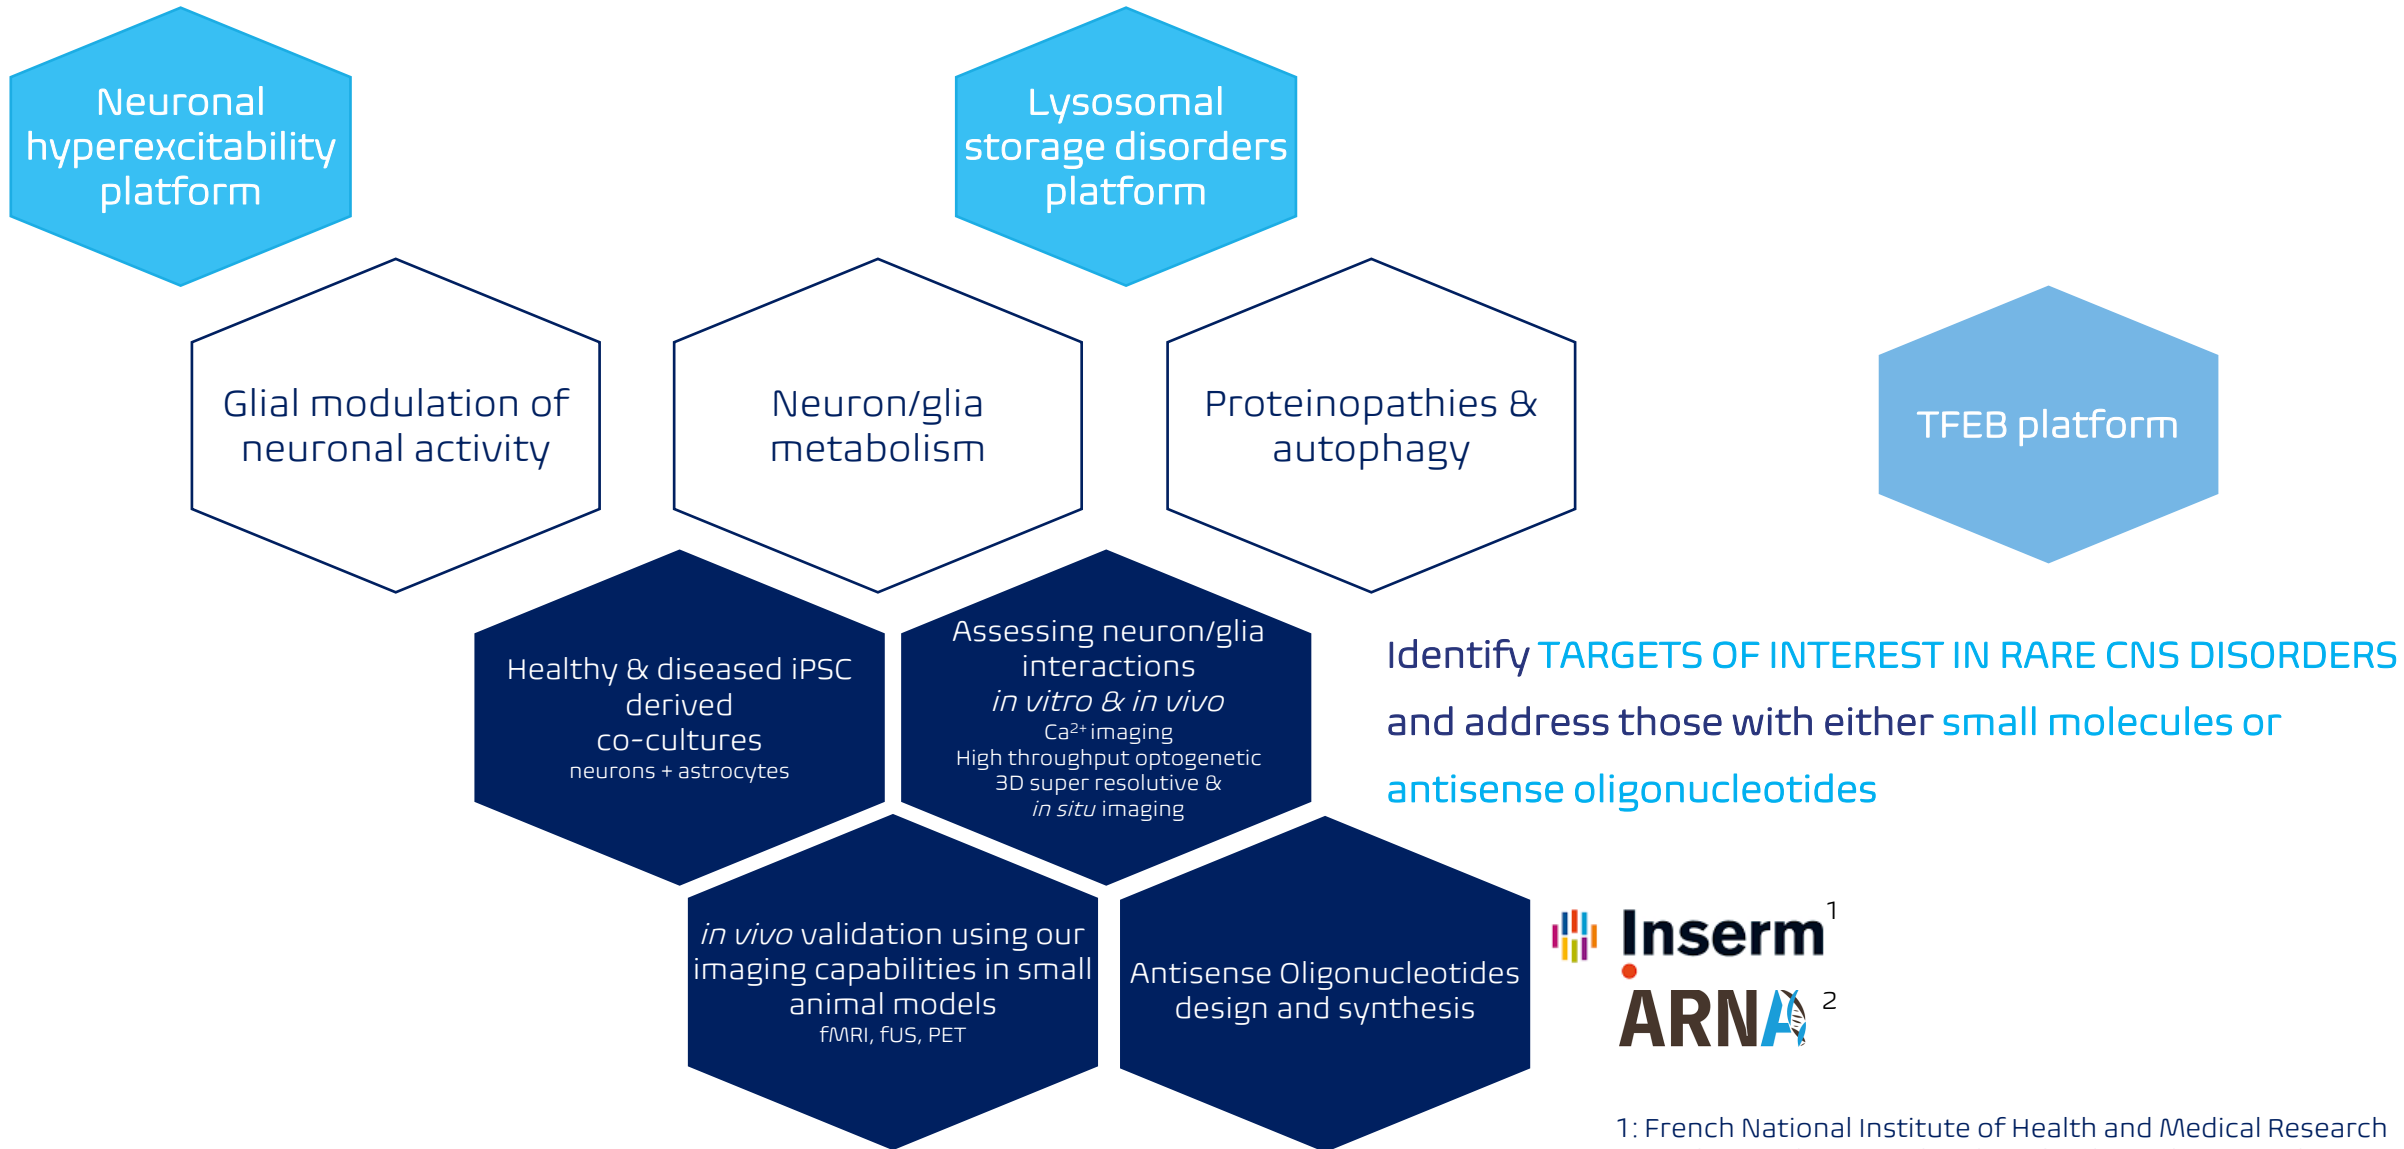 Neuronal
hyperexcitability
platform
Lysosomal
storage disorders
platform
Glial modulation of
neuronal activity
Neuron/glia
metabolism
Proteinopathies &
autophagy
TFEB platform
Healthy & diseased iPSC
derived
co-cultures
neurons + astrocytes
Assessing neuron/glia
interactions
in vitro & in vivo
Ca²⁺ imaging
High throughput optogenetic
3D super resolutive &
in situ imaging
Identify TARGETS OF INTEREST IN RARE CNS DISORDERS
and address those with either small molecules or
antisense oligonucleotides
in vivo validation using our
imaging capabilities in small
animal models
fMRI, fUS, PET
Antisense Oligonucleotides
design and synthesis
Inserm¹
ARNA ²
1: French National Institute of Health and Medical Research